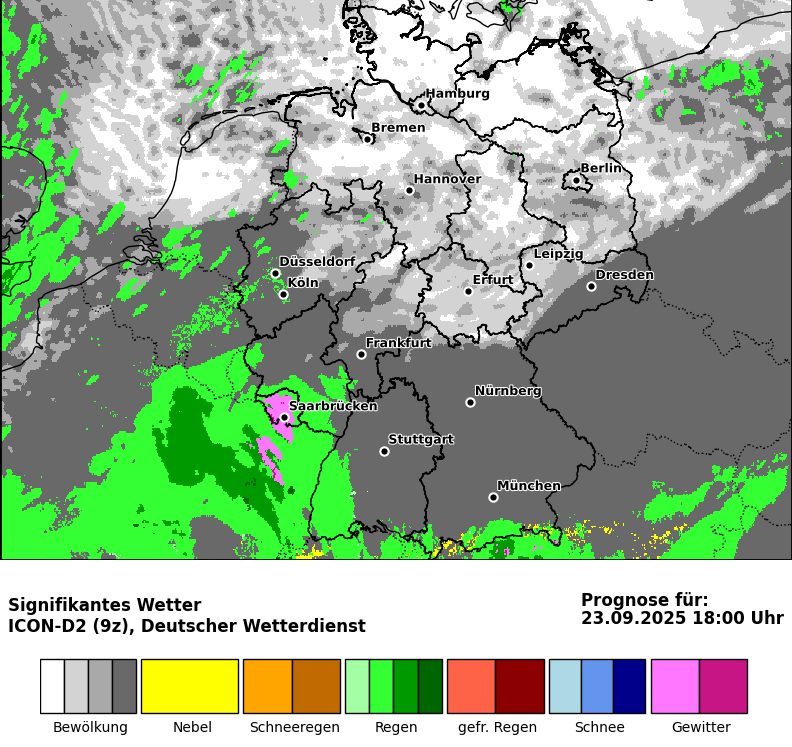 Hamburg
Bremen
Berlin
Hannover
Leipzig
Düsseldorf
Dresden
Köln
Erfurt
Frankfurt
Nürnberg
Saarbrücken
Stuttgart
München
Signifikantes Wetter
ICON-D2 (9z), Deutscher Wetterdienst
Prognose für:
23.09.2025 18:00 Uhr
Bewölkung
Nebel
Schneeregen
Regen
gefr. Regen
Schnee
Gewitter